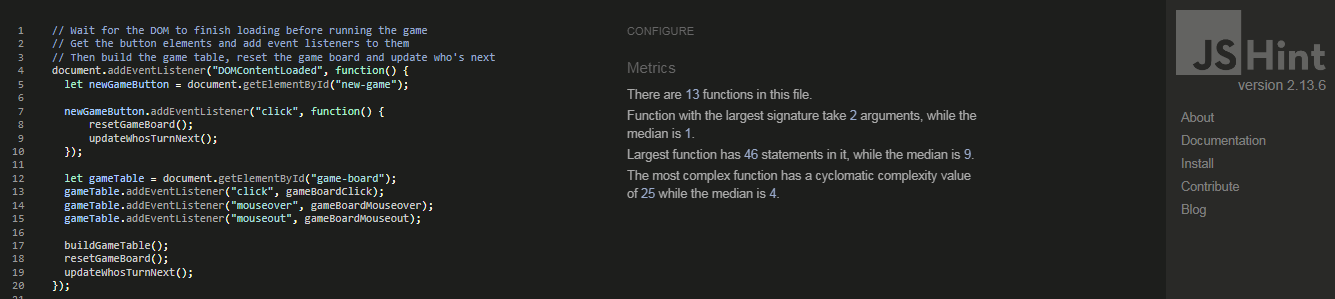 1 // Wait for the DOM to finish loading before running the game
2 // Get the button elements and add event listeners to them
3 // Then build the game table, reset the game board and update who's next
4 document.addEventListener("DOMContentLoaded", function() {
5 let newGameButton = document.getElementById("new-game");
6
7 newGameButton.addEventListener("click", function() {
8 resetGameBoard();
9 updateWhosTurnNext();
10 });
11
12 let gameTable = document.getElementById("game-board");
13 gameTable.addEventListener("click", gameBoardClick);
14 gameTable.addEventListener("mouseover", gameBoardMouseover);
15 gameTable.addEventListener("mouseout", gameBoardMouseout);
16
17 buildGameTable();
18 resetGameBoard();
19 updateWhosTurnNext();
20 });
CONFIGURE
Metrics
There are 13 functions in this file.
Function with the largest signature take 2 arguments, while the
median is 1.
Largest function has 46 statements in it, while the median is 9.
The most complex function has a cyclomatic complexity value
of 25 while the median is 4.
JSHint
version 2.13.6
About
Documentation
Install
Contribute
Blog